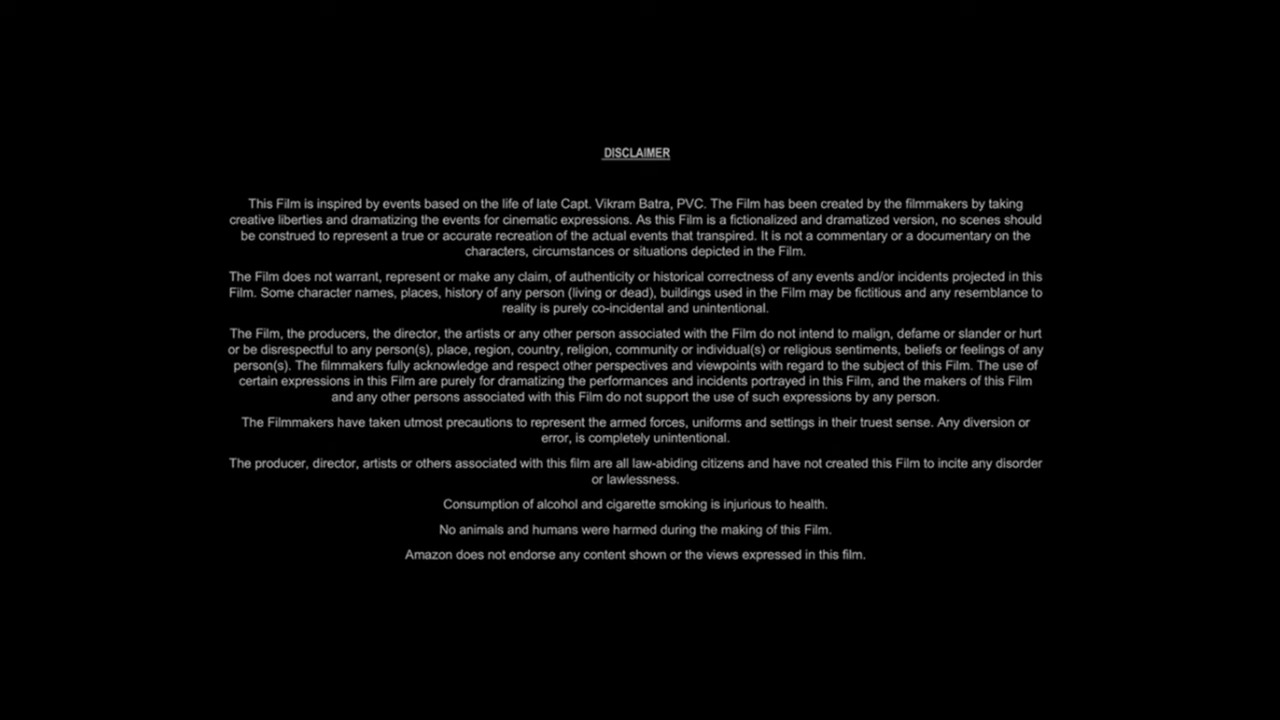 DISCLAIMER
This Film is inspired by events based on the life of late Capt. Vikram Batra, PVC. The Film has been created by the filmmakers by taking
creative liberties and dramatizing the events for cinematic expressions. As this Film is a fictionalized and dramatized version, no scenes should
be construed to represent a true or accurate recreation of the actual events that transpired. It is not a commentary or a documentary on the
characters, circumstances or situations depicted in the Film.
The Film does not warrant, represent or make any claim, of authenticity or historical correctness of any events and/or incidents projected in this
Film. Some character names, places, history of any person (living or dead), buildings used in the Film may be fictitious and any resemblance to
reality is purely co-incidental and unintentional.
The Film, the producers, the director, the artists or any other person associated with the Film do not intend to malign, defame or slander or hurt
or be disrespectful to any person(s), place, region, country, religion, community or individual(s) or religious sentiments, beliefs or feelings of any
person(s). The filmmakers fully acknowledge and respect other perspectives and viewpoints with regard to the subject of this Film. The use of
certain expressions in this Film are purely for dramatizing the performances and incidents portrayed in this Film, and the makers of this Film
and any other persons associated with this Film do not support the use of such expressions by any person.
The Filmmakers have taken utmost precautions to represent the armed forces, uniforms and settings in their truest sense. Any diversion or
error, is completely unintentional.
The producer, director, artists or others associated with this film are all law-abiding citizens and have not created this Film to incite any disorder
or lawlessness.
Consumption of alcohol and cigarette smoking is injurious to health.
No animals and humans were harmed during the making of this Film.
Amazon does not endorse any content shown or the views expressed in this film.